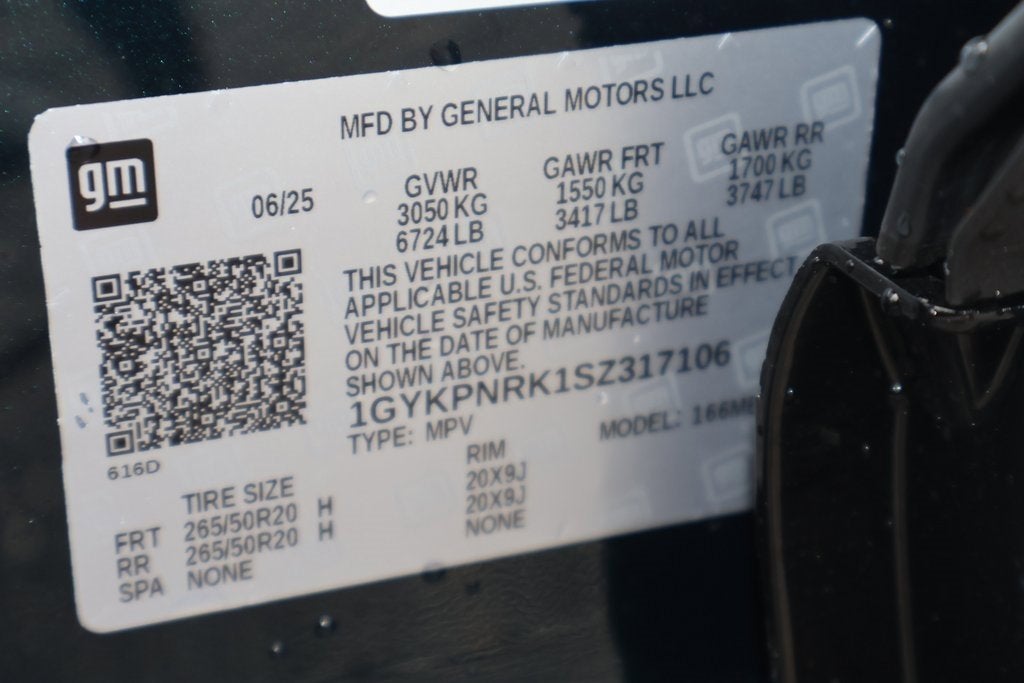 MFD BY GENERAL MOTORS LLC
gm
06/25
GVWR GAWR FRT GAWR RR
3050 KG 1550 KG 1700 KG
6724 LB 3417 LB 3747 LB
THIS VEHICLE CONFORMS TO ALL
APPLICABLE U.S. FEDERAL MOTOR
VEHICLE SAFETY STANDARDS IN EFFECT
ON THE DATE OF MANUFACTURE
SHOWN ABOVE.
1GYKPNRK1SZ317106
TYPE: MPV MODEL:
616D
TIRE SIZE RIM
FRT 265/50R20 H 20X9J
RR 265/50R20 H 20X9J
SPA NONE NONE